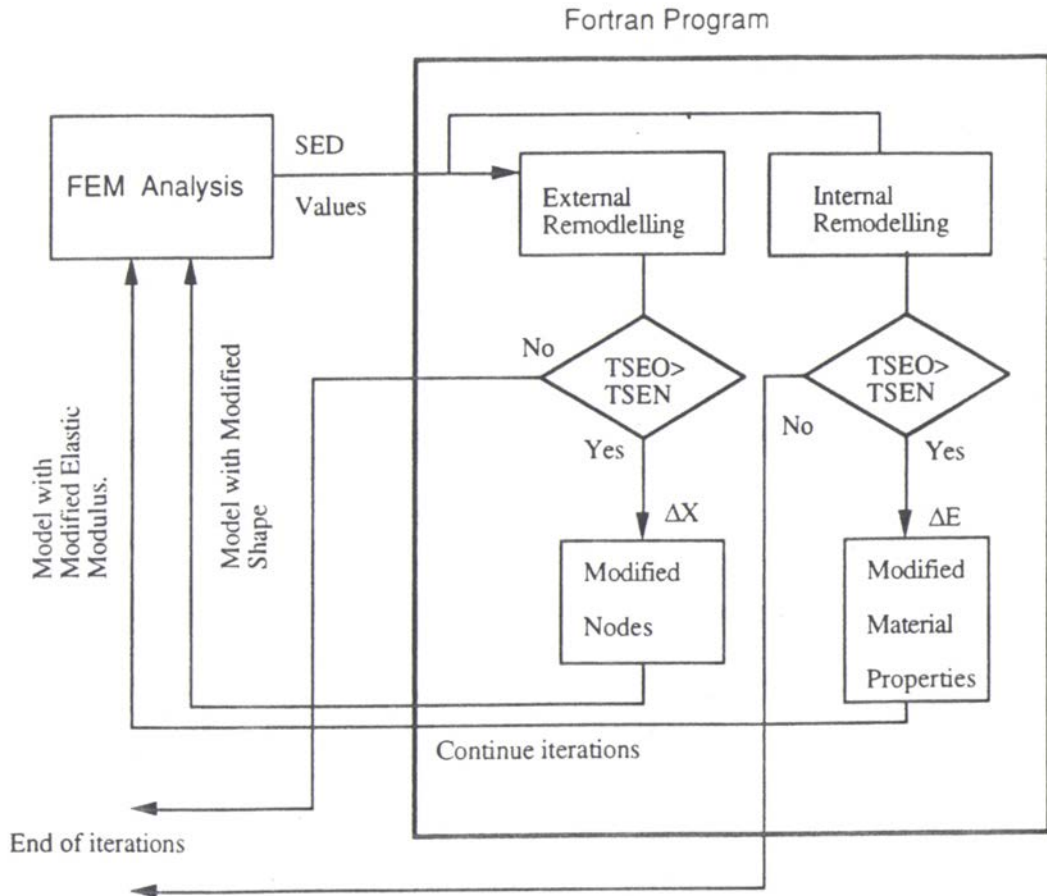 Fortran Program
FEM Analysis
SED
Values
External
Remodlelling
Internal
Remodelling
No
TSEO>
TSEN
Yes
ΔX
Modified
Nodes
TSEO>
TSEN
No
Yes
ΔE
Modified
Material
Properties
Model with
Modified Elastic
Modulus.
Model with Modified
Shape
Continue iterations
End of iterations